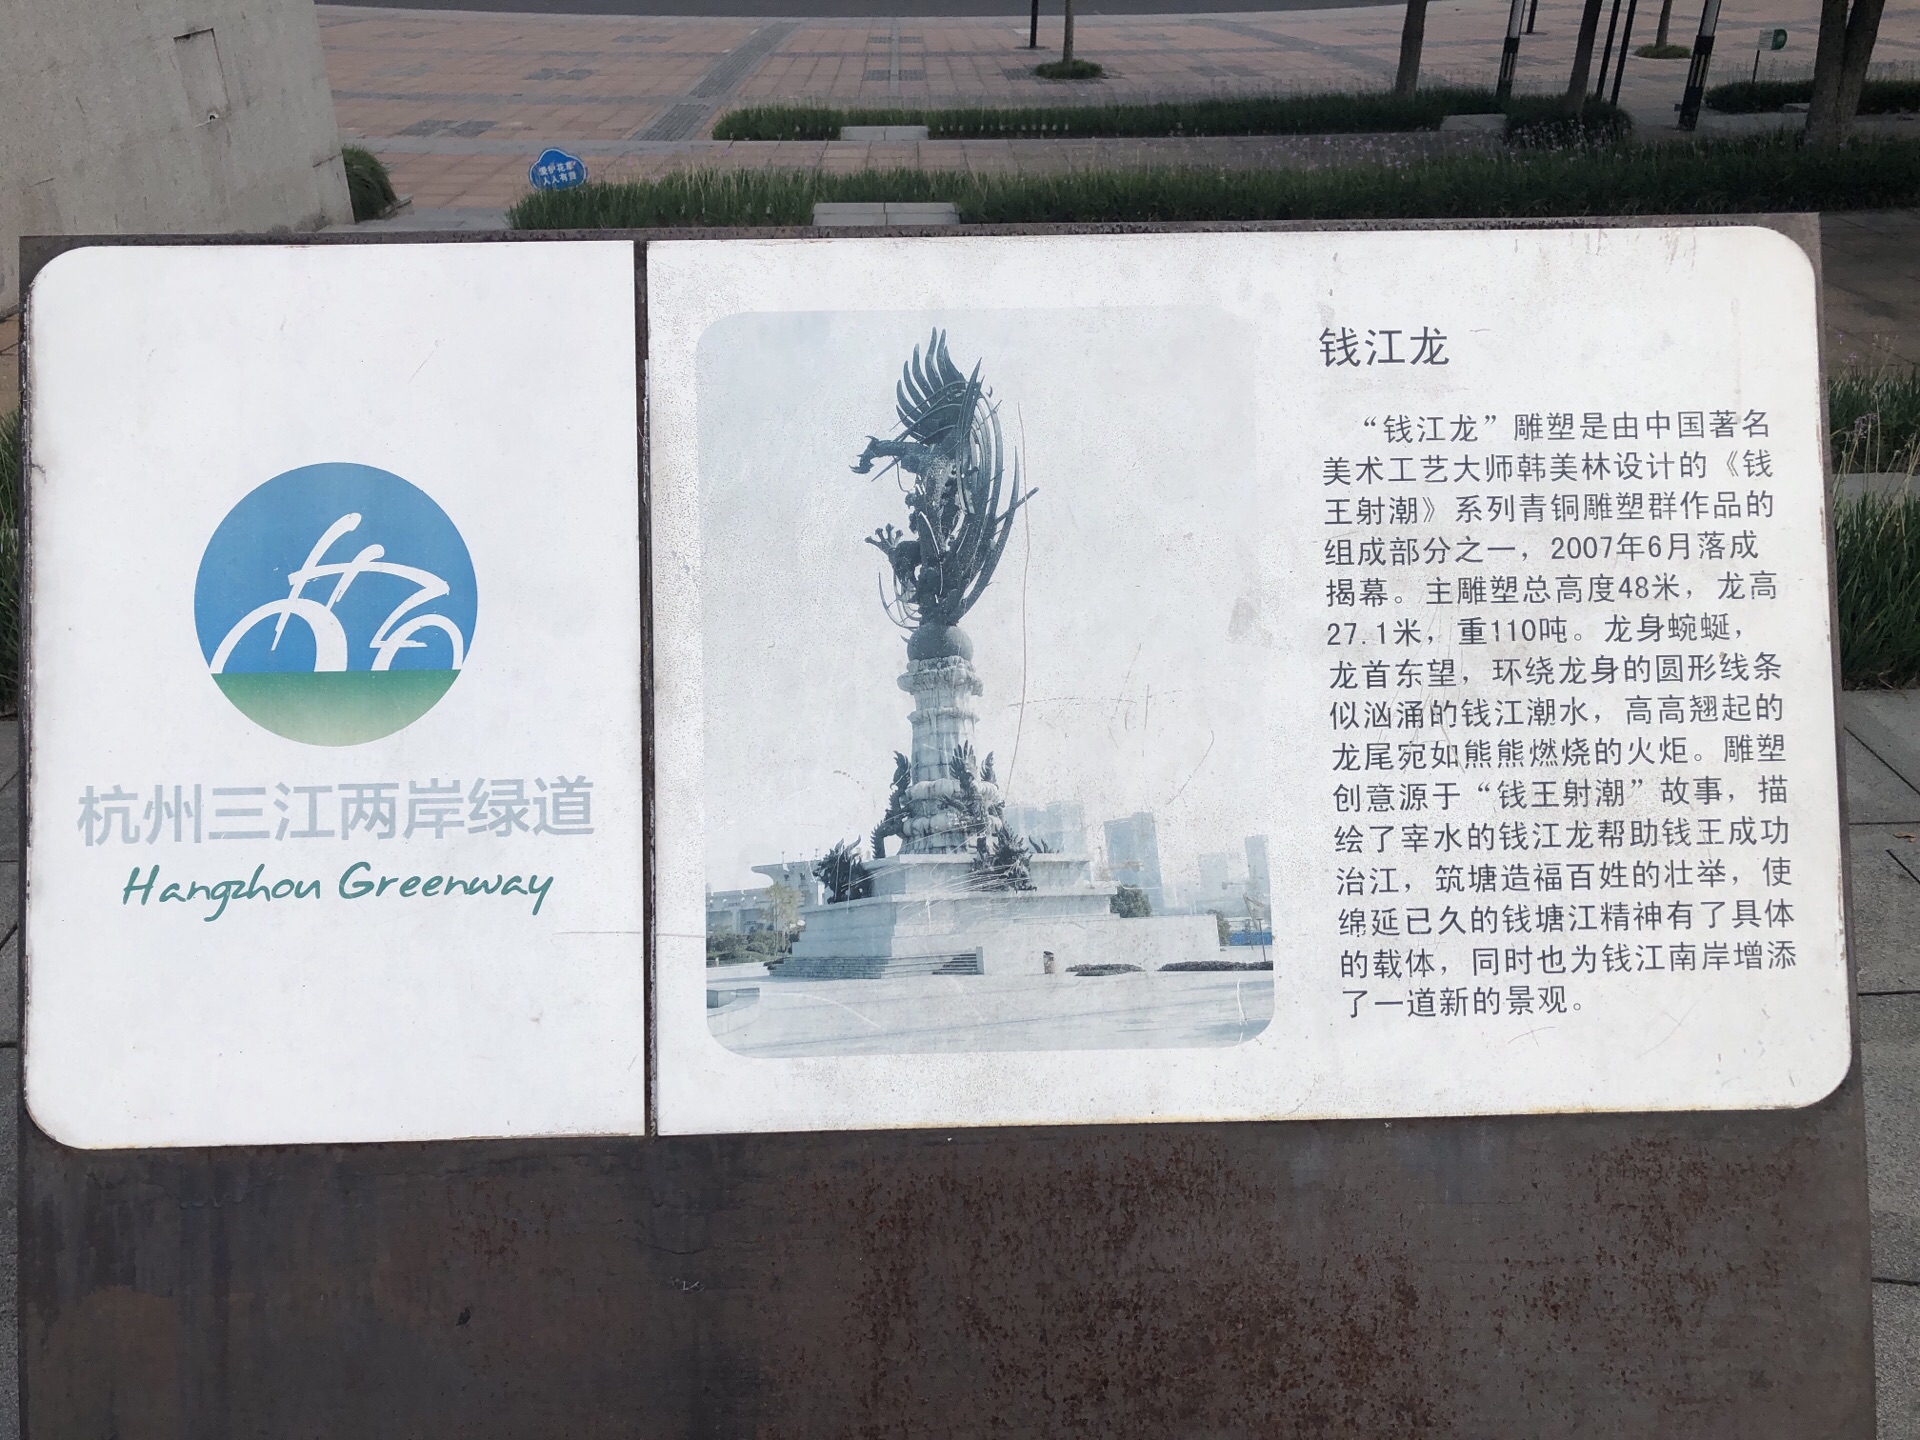 爱护花草
人人有责
杭州三江两岸绿道
Hangzhou Greenway
钱江龙
“钱江龙”雕塑是由中国著名
美术工艺大师韩美林设计的《钱
王射潮》系列青铜雕塑群作品的
组成部分之一，2007年6月落成
揭幕。主雕塑总高度48米，龙高
27.1米，重110吨。龙身蜿蜒，
龙首东望，环绕龙身的圆形线条
似汹涌的钱江潮水，高高翘起的
龙尾宛如熊熊燃烧的火炬。雕塑
创意源于“钱王射潮”故事，描
绘了宰水的钱江龙帮助钱王成功
治江，筑塘造福百姓的壮举，使
绵延已久的钱塘江精神有了具体
的载体，同时也为钱江南岸增添
了一道新的景观。